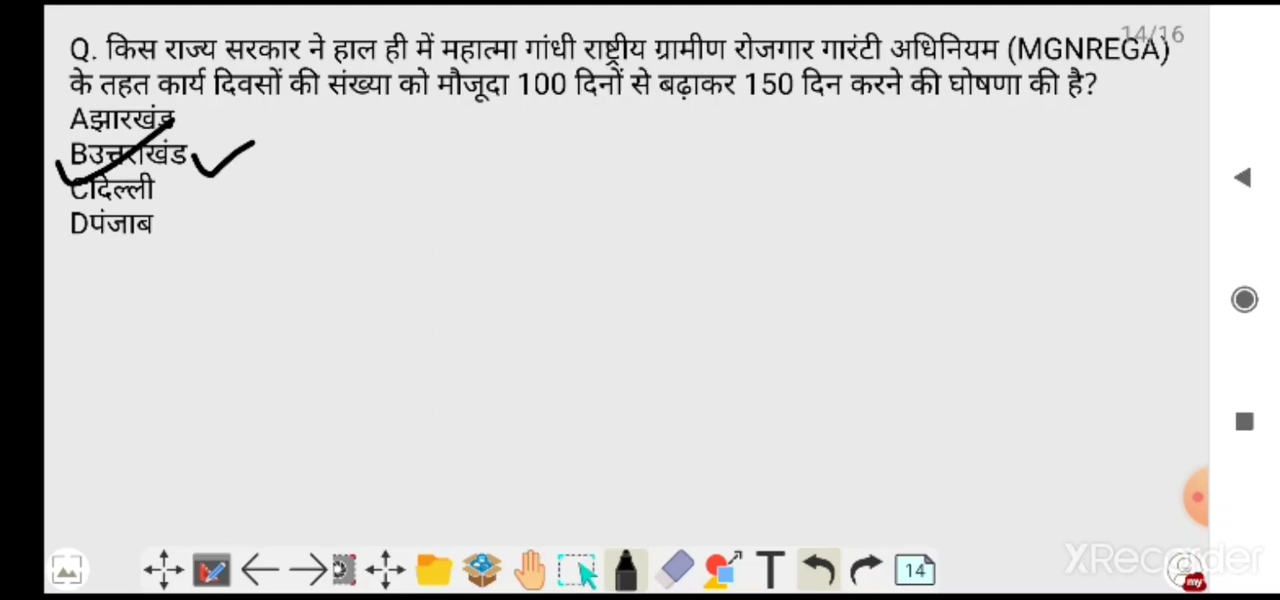 14/16
Q. किस राज्य सरकार ने हाल ही में महात्मा गांधी राष्ट्रीय ग्रामीण रोजगार गारंटी अधिनियम (MGNREGA)
के तहत कार्य दिवसों की संख्या को मौजूदा 100 दिनों से बढ़ाकर 150 दिन करने की घोषणा की है?
Aझारखंड
Bउत्तराखंड
Cदिल्ली
Dपंजाब
T
14
XRecorder
my